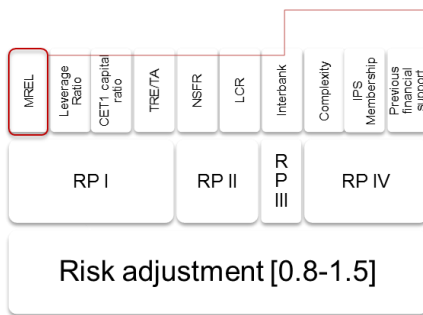 MREL
Leverage
Ratio
CET1 capital
ratio
TRE/TA
NSFR
LCR
Interbank
Complexity
IPS
Membership
Previous
financial
support
RP I
RP II
R
P
III
RP IV
Risk adjustment [0.8-1.5]